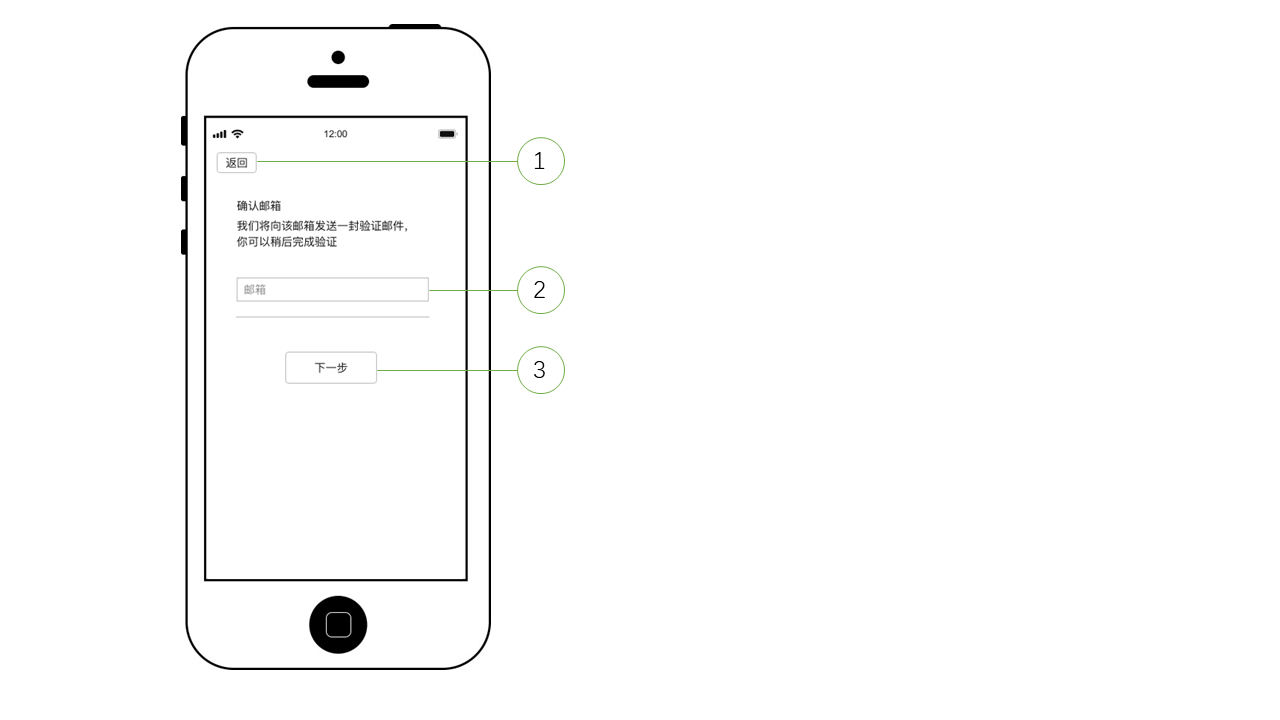 12:00
返回
1
确认邮箱
我们将向该邮箱发送一封验证邮件，
你可以稍后完成验证
邮箱
2
下一步
3